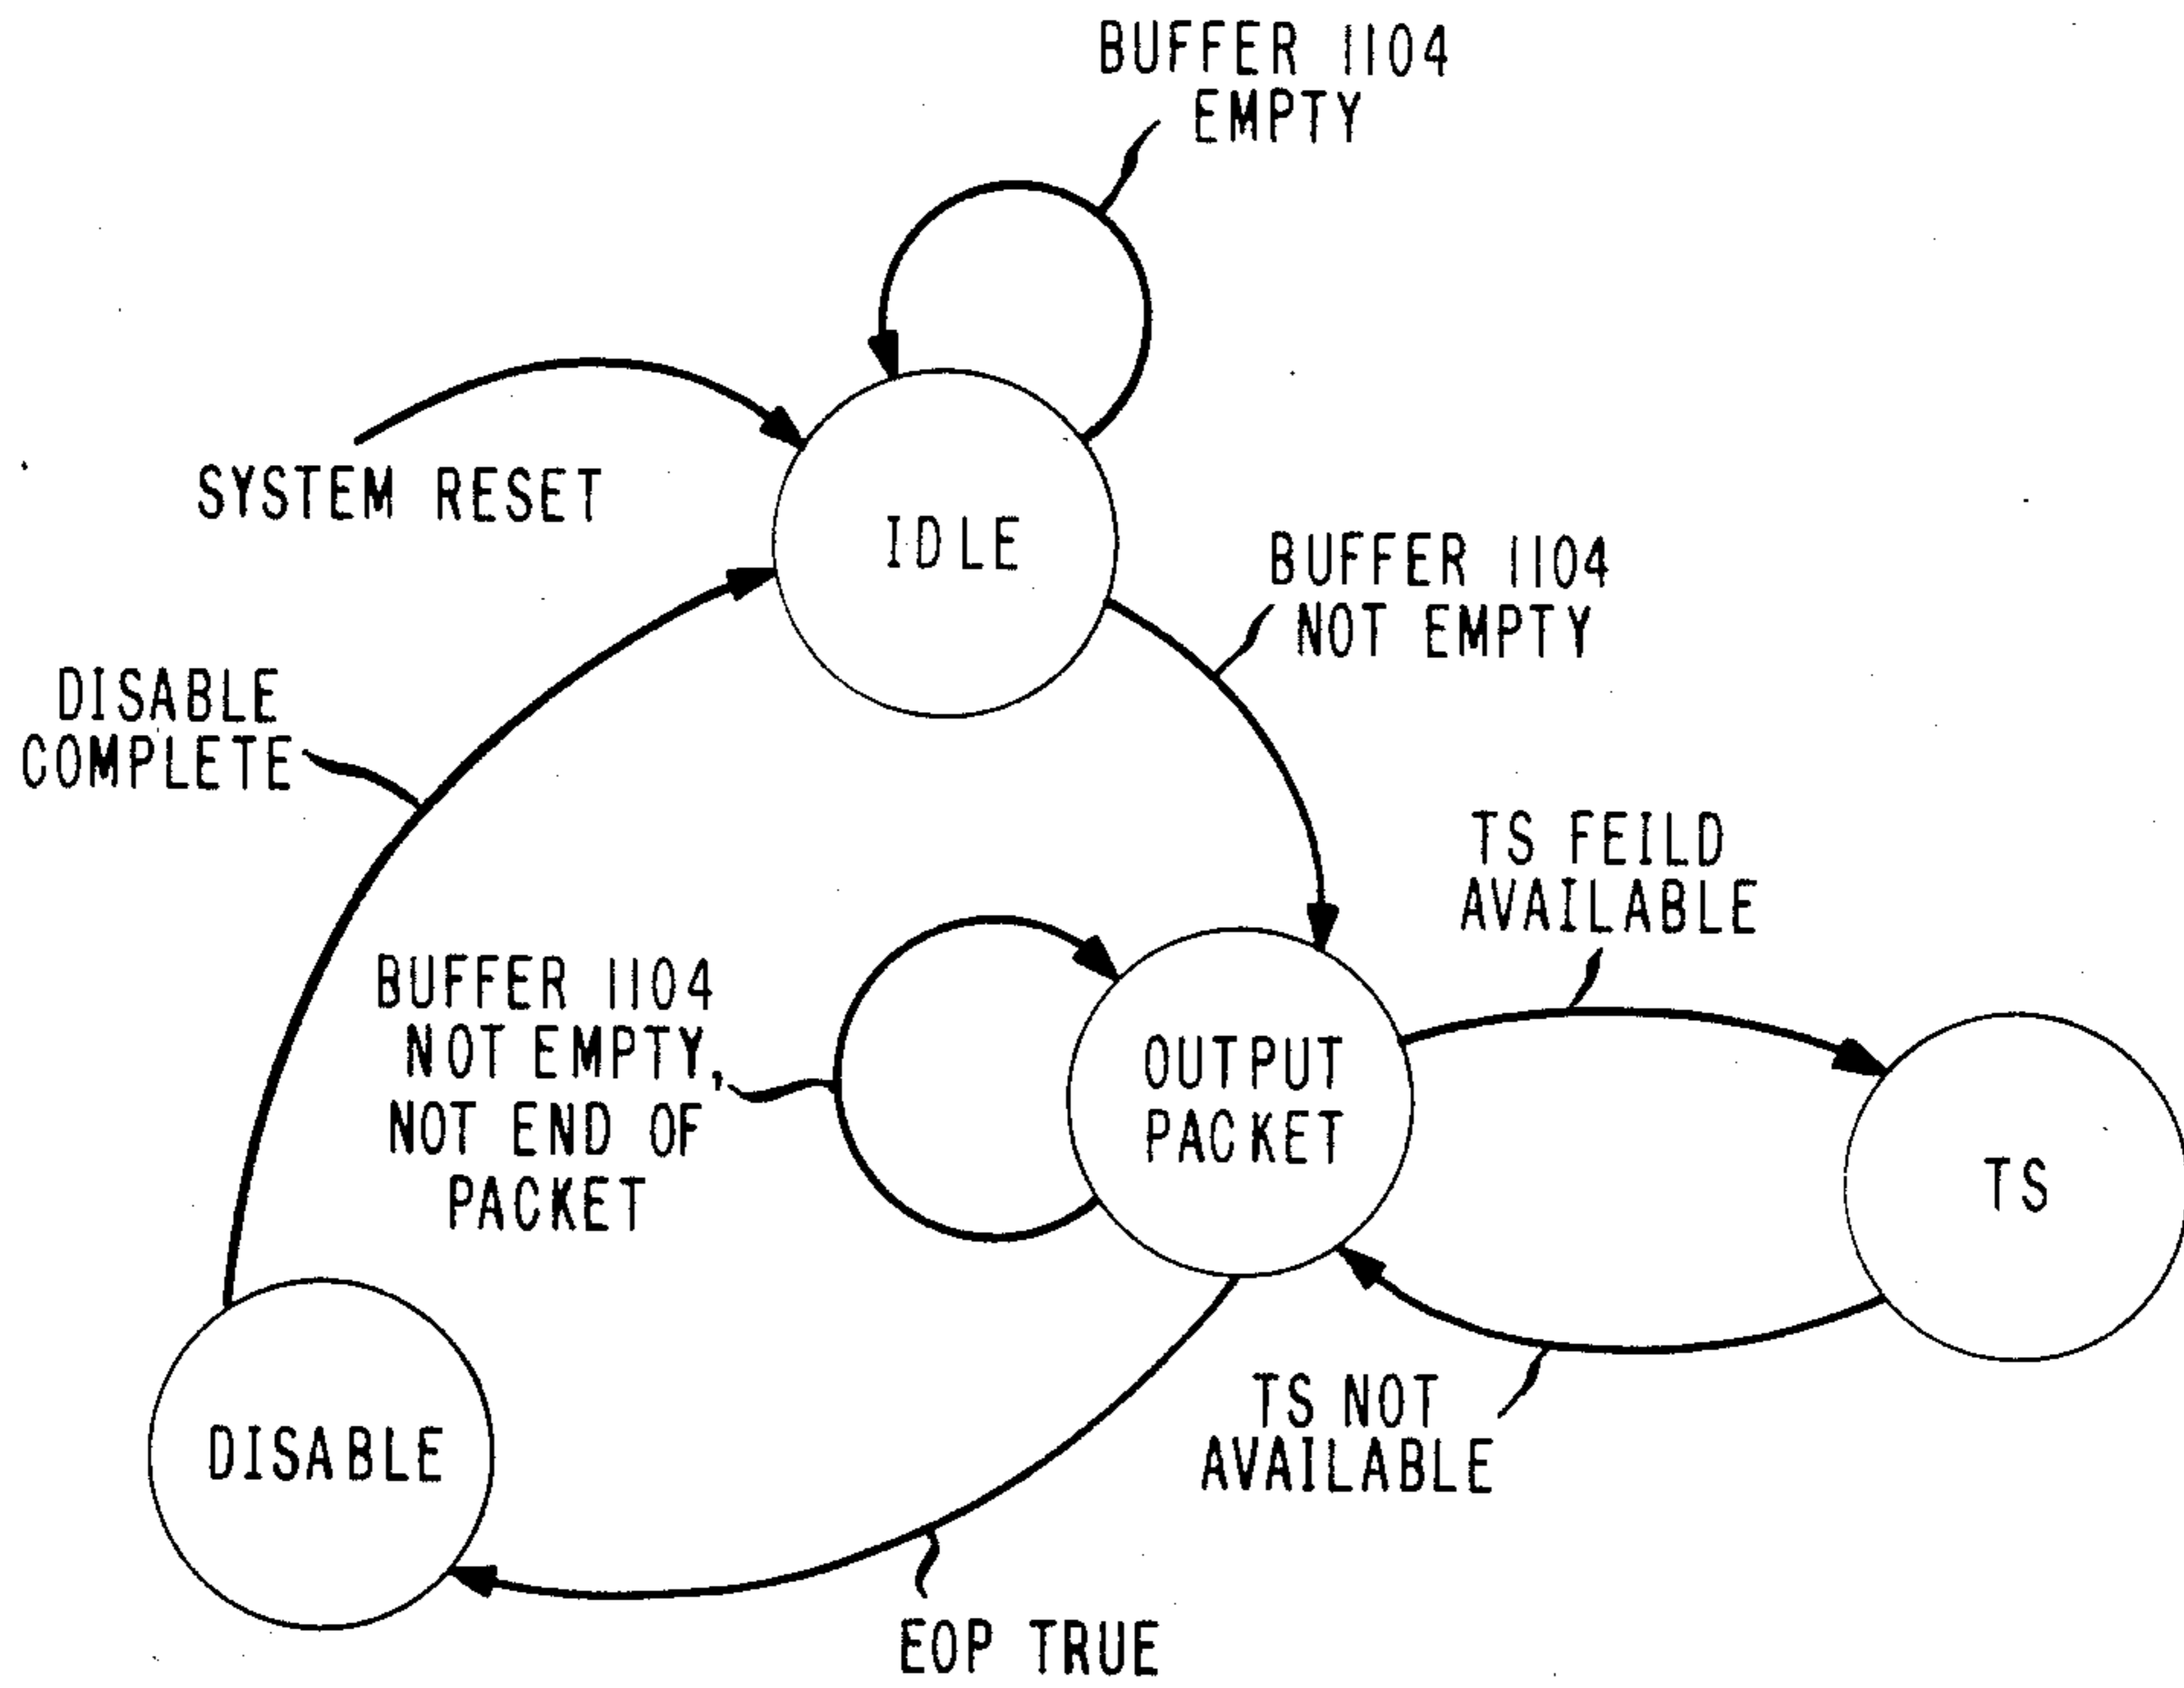 BUFFER 1104
EMPTY
SYSTEM RESET
IDLE
BUFFER 1104
NOT EMPTY
DISABLE
COMPLETE
TS FEILD
AVAILABLE
BUFFER 1104
NOT EMPTY,
NOT END OF
PACKET
OUTPUT
PACKET
TS
TS NOT
AVAILABLE
DISABLE
EOP TRUE